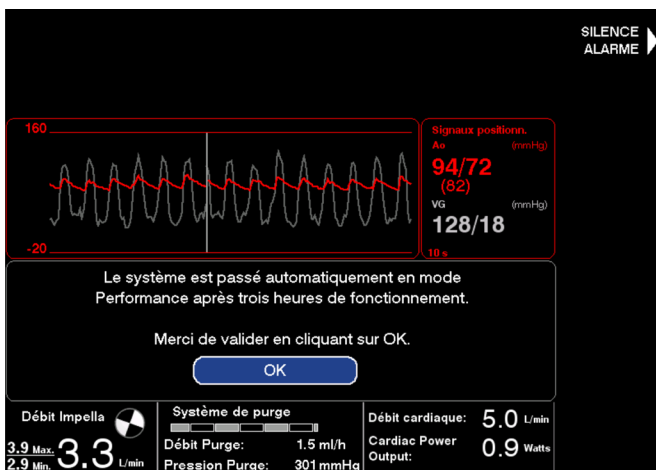 SILENCE
ALARME
160
-20
Signaux positionn.
Ao (mmHg)
94/72
(82)
VG (mmHg)
128/18
10 s
Le système est passé automatiquement en mode
Performance après trois heures de fonctionnement.
Merci de valider en cliquant sur OK.
OK
Débit Impella
3.9 Max.
2.9 Min.
3.3 L/min
Système de purge
Débit Purge: 1.5 ml/h
Pression Purge: 301 mmHg
Débit cardiaque: 5.0 L/min
Cardiac Power
Output: 0.9 Watts